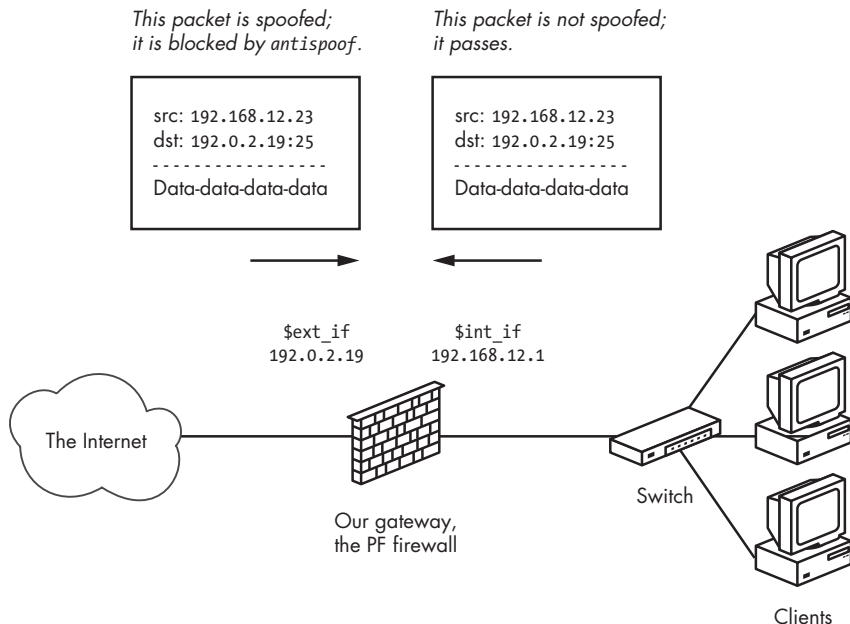 This packet is spoofed;
it is blocked by antispoof.
This packet is not spoofed;
it passes.
src: 192.168.12.23
dst: 192.0.2.19:25
-----------------
Data-data-data-data
src: 192.168.12.23
dst: 192.0.2.19:25
-----------------
Data-data-data-data
$ext_if
192.0.2.19
$int_if
192.168.12.1
The Internet
Our gateway,
the PF firewall
Switch
Clients